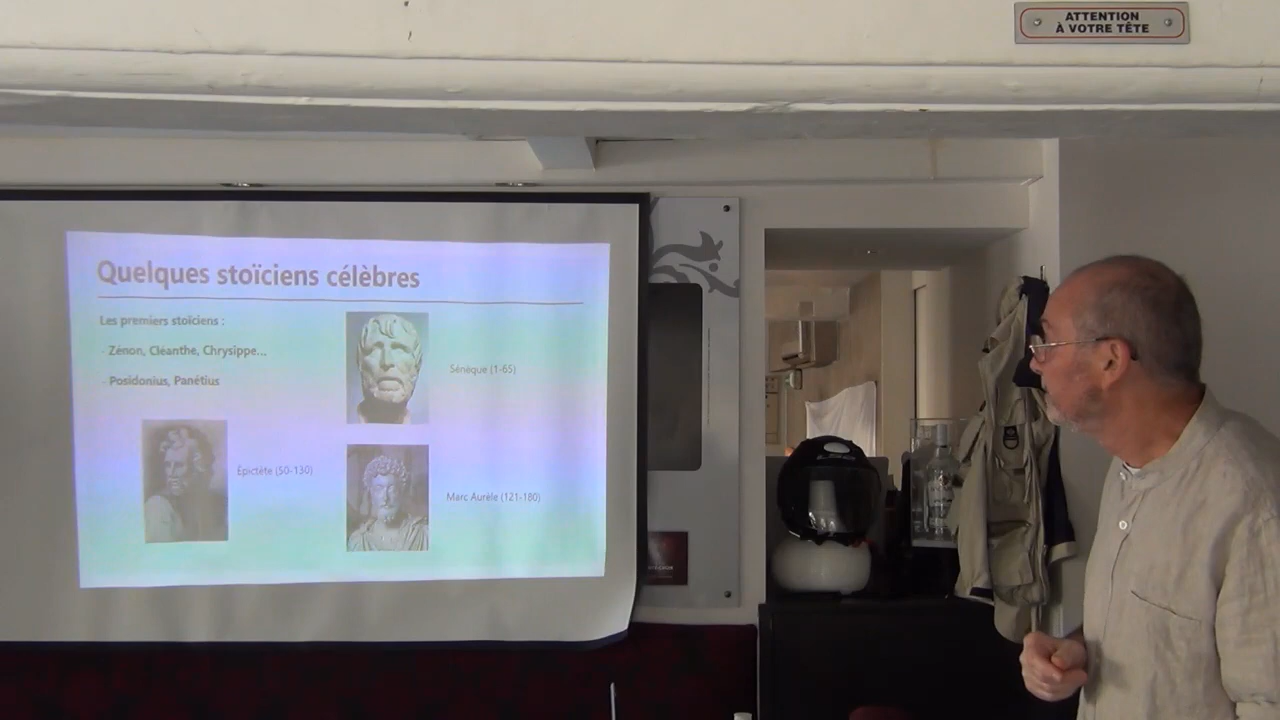 ATTENTION
À VOTRE TÊTE
Quelques stoïciens célèbres
Les premiers stoïciens :
- Zénon, Cléanthe, Chrysippe...
- Posidonius, Panétius
Sénèque (1-65)
Épictète (50-130)
Marc Aurèle (121-180)